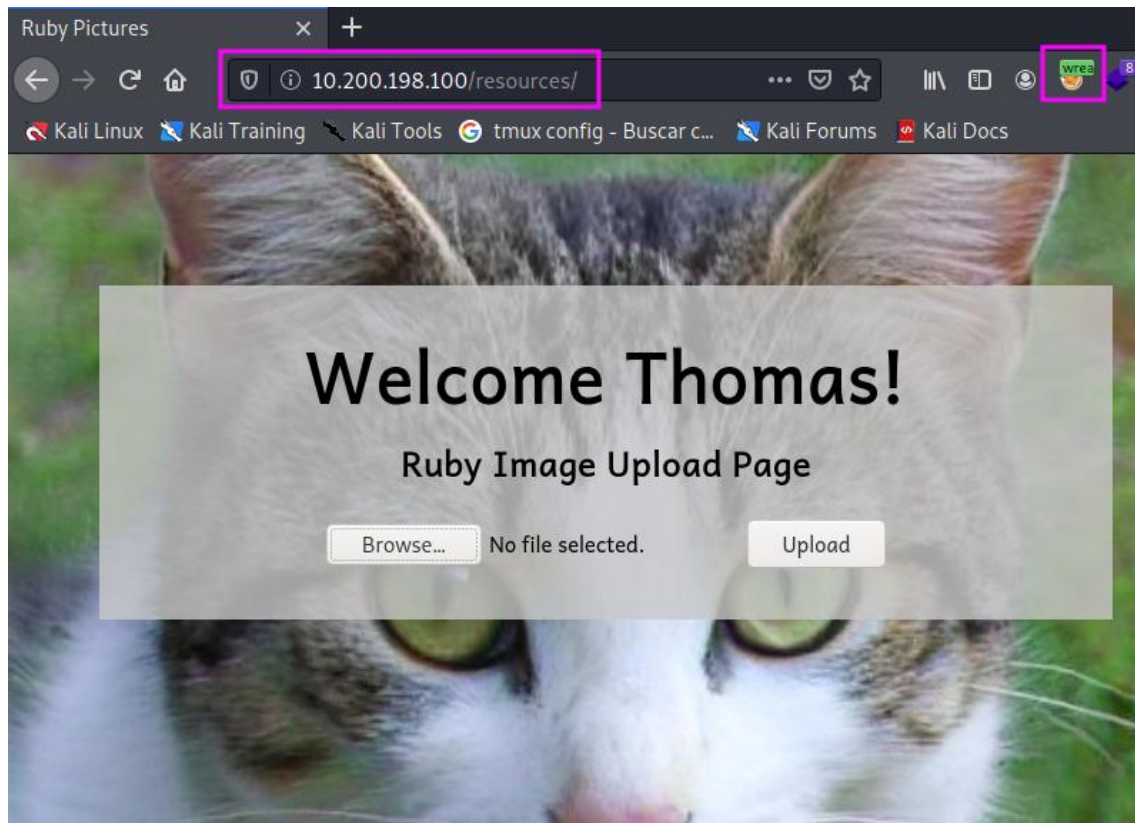 Ruby Pictures
10.200.198.100/resources/
wrea
8
Kali Linux Kali Training Kali Tools tmux config - Buscar c... Kali Forums Kali Docs
Welcome Thomas!
Ruby Image Upload Page
Browse... No file selected. Upload